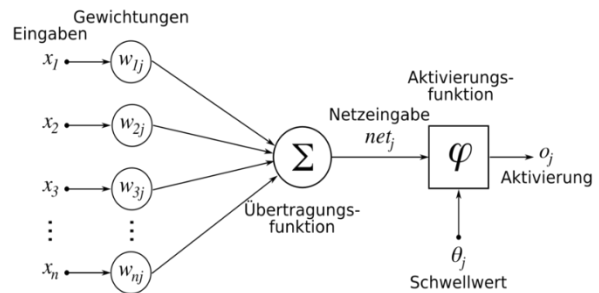 Eingaben
Gewichtungen
x₁
w₁ⱼ
x₂
w₂ⱼ
x₃
w₃ⱼ
⋮
⋮
xₙ
wₙⱼ
Σ
Übertragungs-
funktion
Netzeingabe
netⱼ
Aktivierungs-
funktion
φ
oⱼ
Aktivierung
θⱼ
Schwellwert